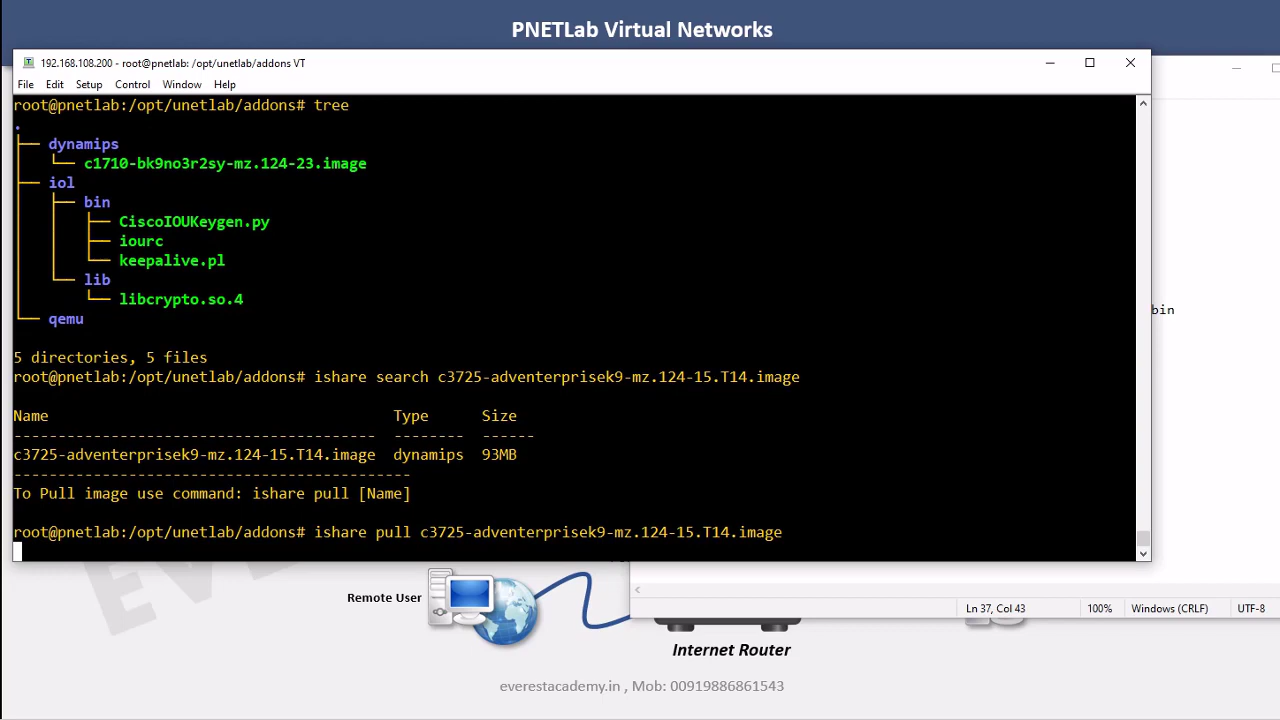 PNETLab Virtual Networks
192.168.108.200 - root@pnetlab: /opt/unetlab/addons VT
File Edit Setup Control Window Help
root@pnetlab:/opt/unetlab/addons# tree
.
├── dynamips
│   └── c1710-bk9no3r2sy-mz.124-23.image
├── iol
│   ├── bin
│   │   ├── CiscoIOUKeygen.py
│   │   ├── iourc
│   │   └── keepalive.pl
│   └── lib
│       └── libcrypto.so.4
└── qemu
5 directories, 5 files
root@pnetlab:/opt/unetlab/addons# ishare search c3725-adventerprisek9-mz.124-15.T14.image
Name Type Size
----------------------------------------- -------- ------
c3725-adventerprisek9-mz.124-15.T14.image dynamips 93MB
---------------------------------------------
To Pull image use command: ishare pull [Name]
root@pnetlab:/opt/unetlab/addons# ishare pull c3725-adventerprisek9-mz.124-15.T14.image
bin
Remote User
Ln 37, Col 43 100% Windows (CRLF) UTF-8
Internet Router
everestacademy.in , Mob: 00919886861543